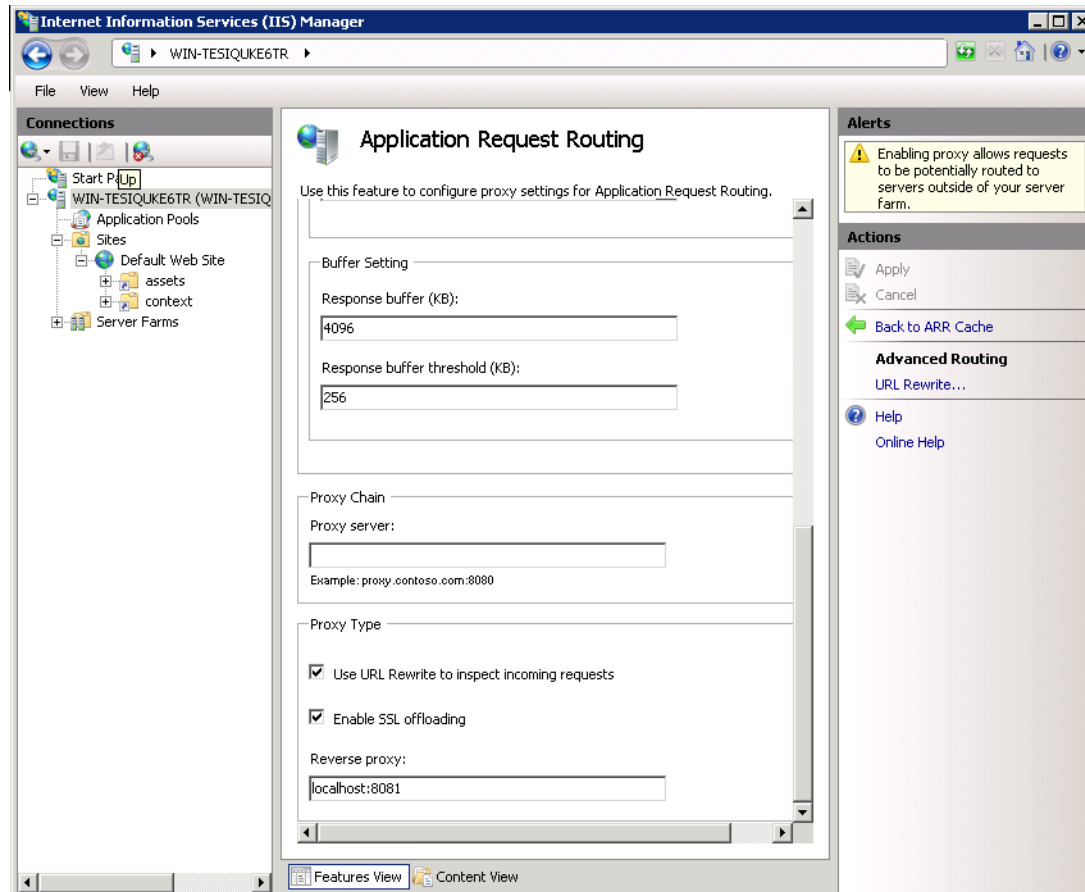 Internet Information Services (IIS) Manager
WIN-TESIQUKE6TR
File View Help
Connections
Start Pa
Up
WIN-TESIQUKE6TR (WIN-TESIQ
Application Pools
Sites
Default Web Site
assets
context
Server Farms
Application Request Routing
Use this feature to configure proxy settings for Application Request Routing.
Buffer Setting
Response buffer (KB):
4096
Response buffer threshold (KB):
256
Proxy Chain
Proxy server:
Example: proxy.contoso.com:8080
Proxy Type
Use URL Rewrite to inspect incoming requests
Enable SSL offloading
Reverse proxy:
localhost:8081
Features View Content View
Alerts
Enabling proxy allows requests
to be potentially routed to
servers outside of your server
farm.
Actions
Apply
Cancel
Back to ARR Cache
Advanced Routing
URL Rewrite...
Help
Online Help